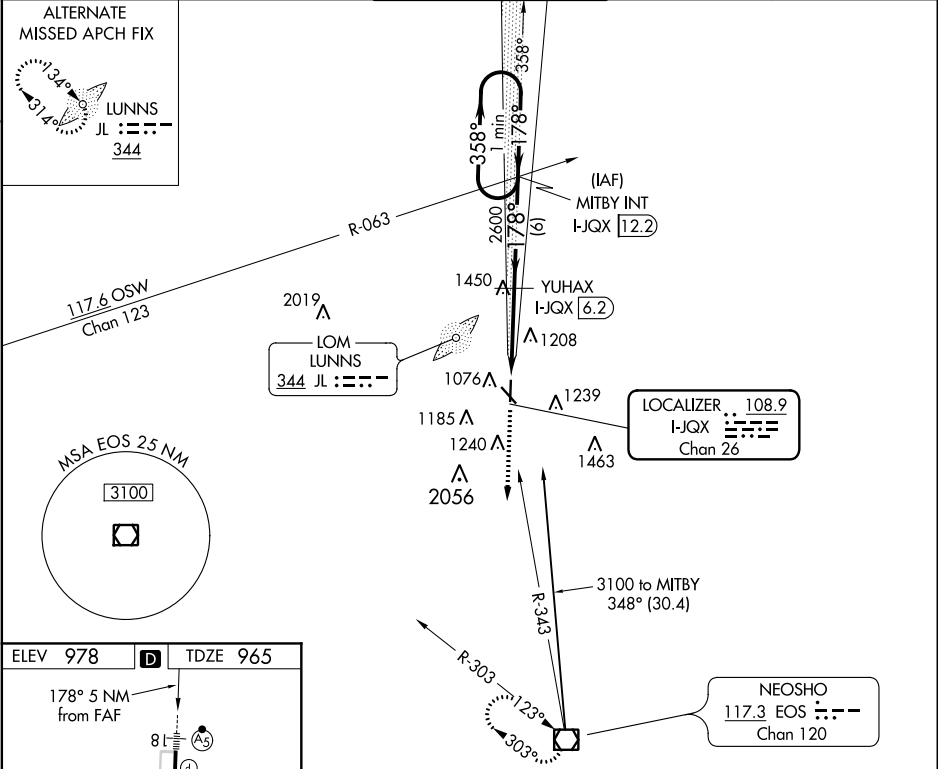 ALTERNATE
MISSED APCH FIX
134°
314°
LUNNS
JL
344
358°
358°
1 min
178°
(IAF)
MITBY INT
I-JQX 12.2
2600
178°
(6)
R-063
117.6 OSW
Chan 123
2019
1450
YUHAX
I-JQX 6.2
1208
LOM
LUNNS
344 JL
1076
1239
1185
1240
1463
2056
LOCALIZER 108.9
I-JQX
Chan 26
MSA EOS 25 NM
3100
3100 to MITBY
348° (30.4)
R-343
R-303
123°
303°
NEOSHO
117.3 EOS
Chan 120
ELEV 978 D TDZE 965
178° 5 NM
from FAF
18
A5